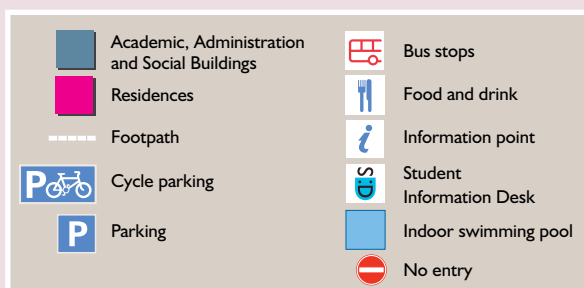 Academic, Administration
and Social Buildings
Residences
Footpath
P
Cycle parking
P
Parking
Bus stops
Food and drink
i
Information point
SID
Student
Information Desk
Indoor swimming pool
No entry